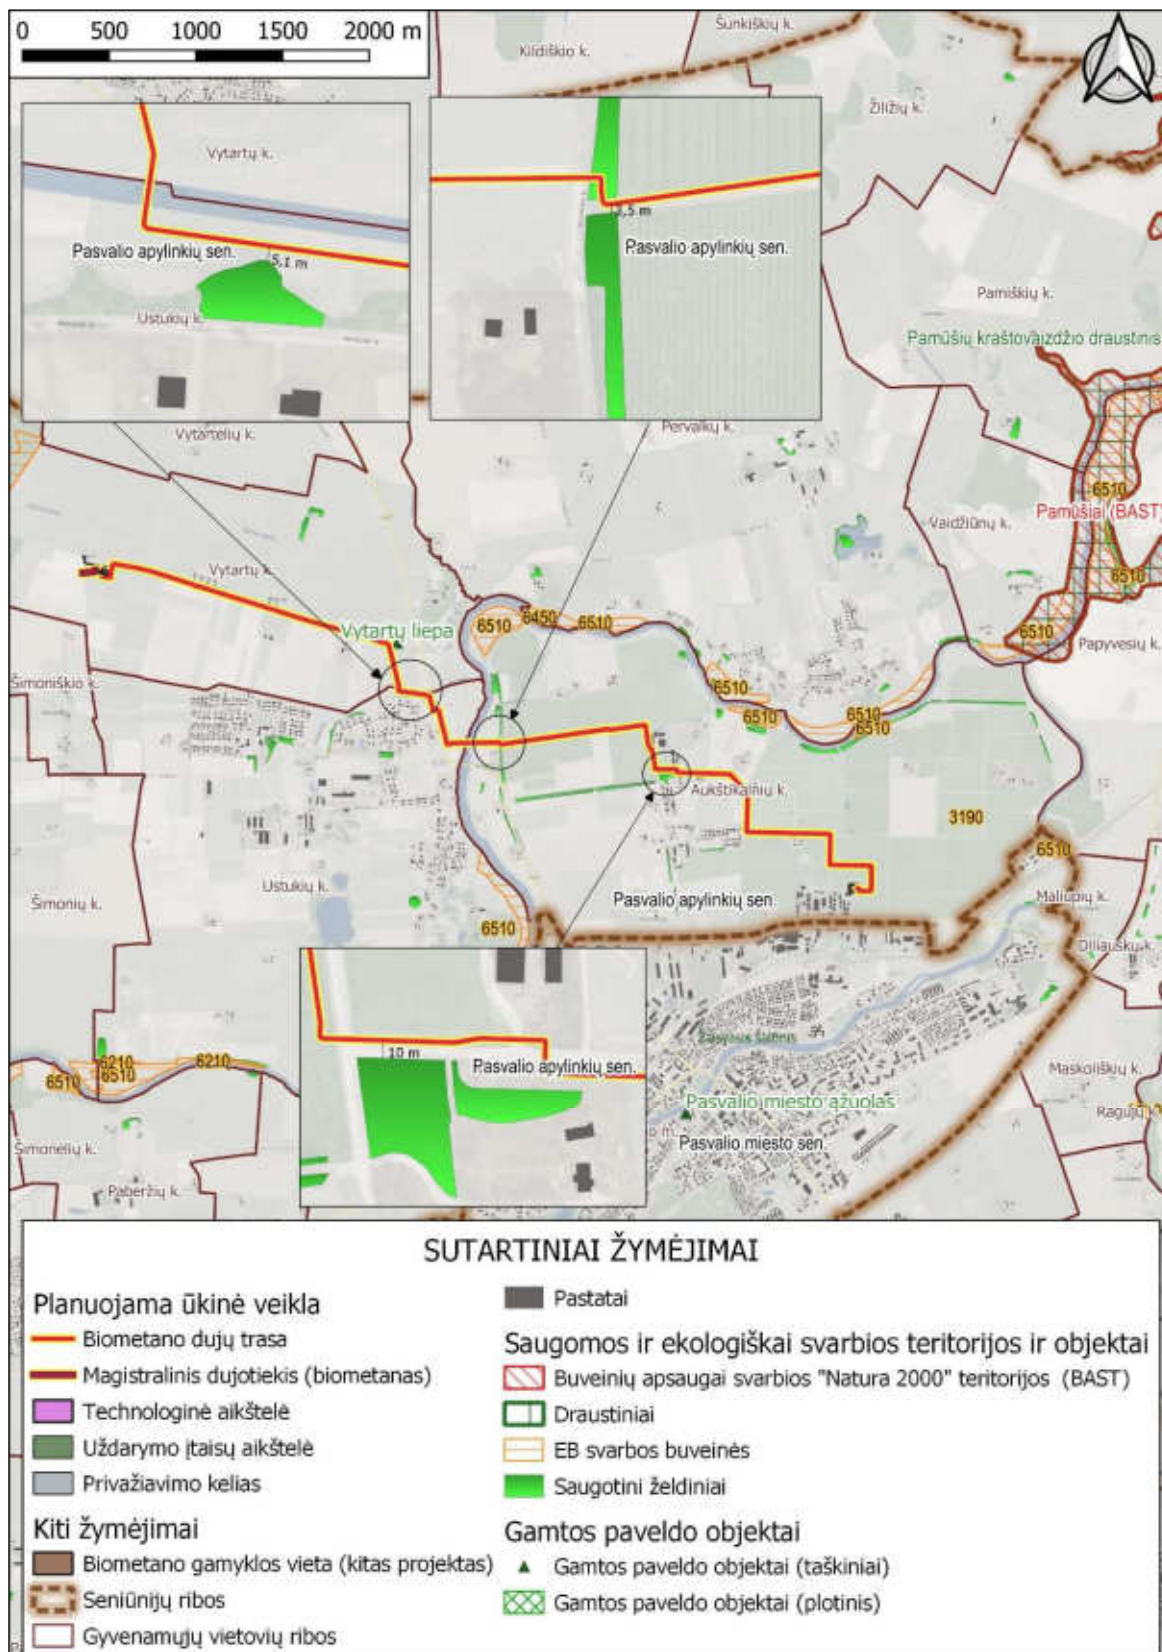 0 500 1000 1500 2000 m
Šunkiškių k.
Kildiškio k.
Žiližių k.
Vytartų k.
Pasvalio apylinkių sen.
5,1 m
Ustukių k.
3,5 m
Pasvalio apylinkių sen.
Pamiškių k.
Pamūšių kraštovaizdžio draustinis
Vytartelių k.
Pervalkų k.
6510
Pamūšiai (BAST)
Vaidžiūnų k.
Vytartų k.
6510
Vytartų liepa
6510
6450
6510
6510
Papyvesių k.
Šimoniškio k.
6510
6510
6510
6510
Aukštikalnių k.
3190
6510
Ustukių k.
Pasvalio apylinkių sen.
Maliupių k.
Šimonių k.
6510
Diliauskų k.
10 m
Pasvalio apylinkių sen.
6210
6510
6510
6210
Maskoliškių k.
Pasvalio miesto ąžuolas
Ragujų k.
Pasvalio miesto sen.
Šimonėlių k.
Paberžių k.
SUTARTINIAI ŽYMĖJIMAI
Planuojama ūkinė veikla
Biometano dujų trasa
Magistralinis dujotiekis (biometanas)
Technologinė aikštelė
Uždarymo įtaisų aikštelė
Privažiavimo kelias
Kiti žymėjimai
Biometano gamyklos vieta (kitas projektas)
Seniūnijų ribos
Gyvenamųjų vietovių ribos
Pastatai
Saugomos ir ekologiškai svarbios teritorijos ir objektai
Buveinių apsaugai svarbios "Natura 2000" teritorijos (BAST)
Draustiniai
EB svarbos buveinės
Saugotini želdiniai
Gamtos paveldo objektai
Gamtos paveldo objektai (taškiniai)
Gamtos paveldo objektai (plotinis)